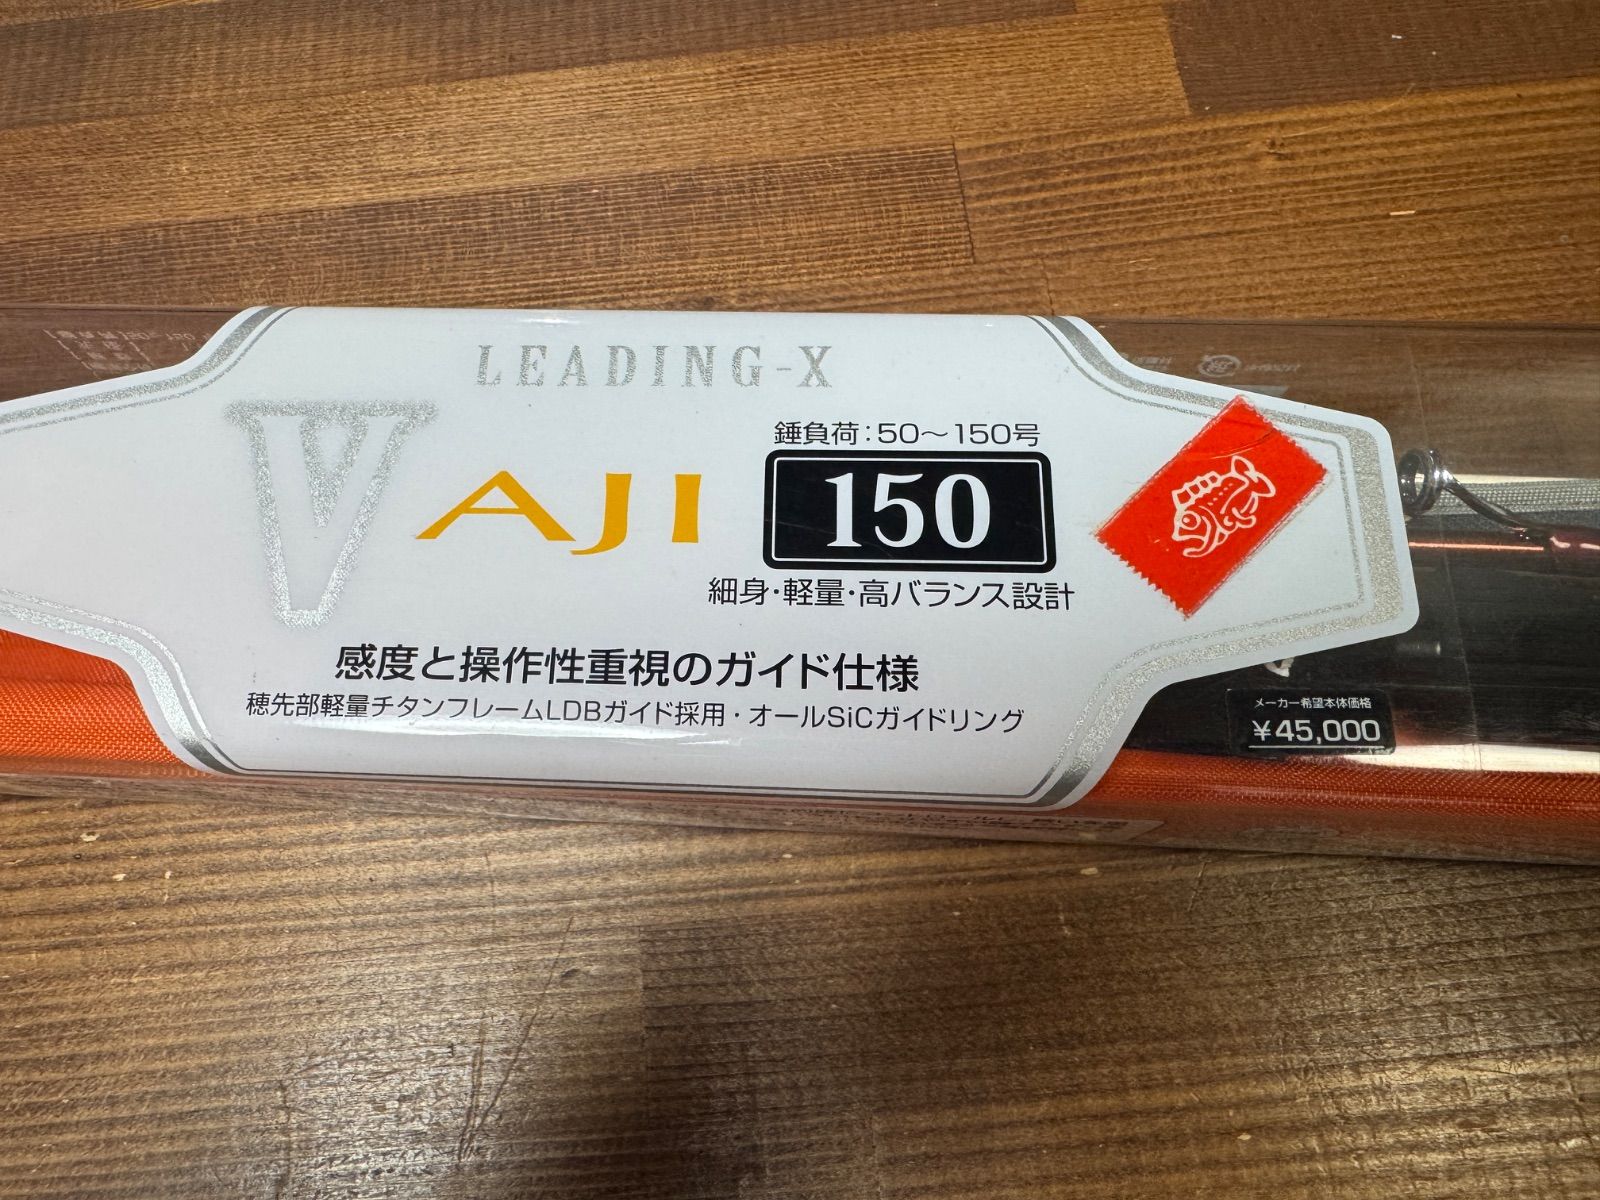 LEADING-X
V
錘負荷:50〜150号
AJI 150
細身・軽量・高バランス設計
感度と操作性重視のガイド仕様
穂先部軽量チタンフレームLDBガイド採用・オールSiCガイドリング
メーカー希望本体価格
¥45,000